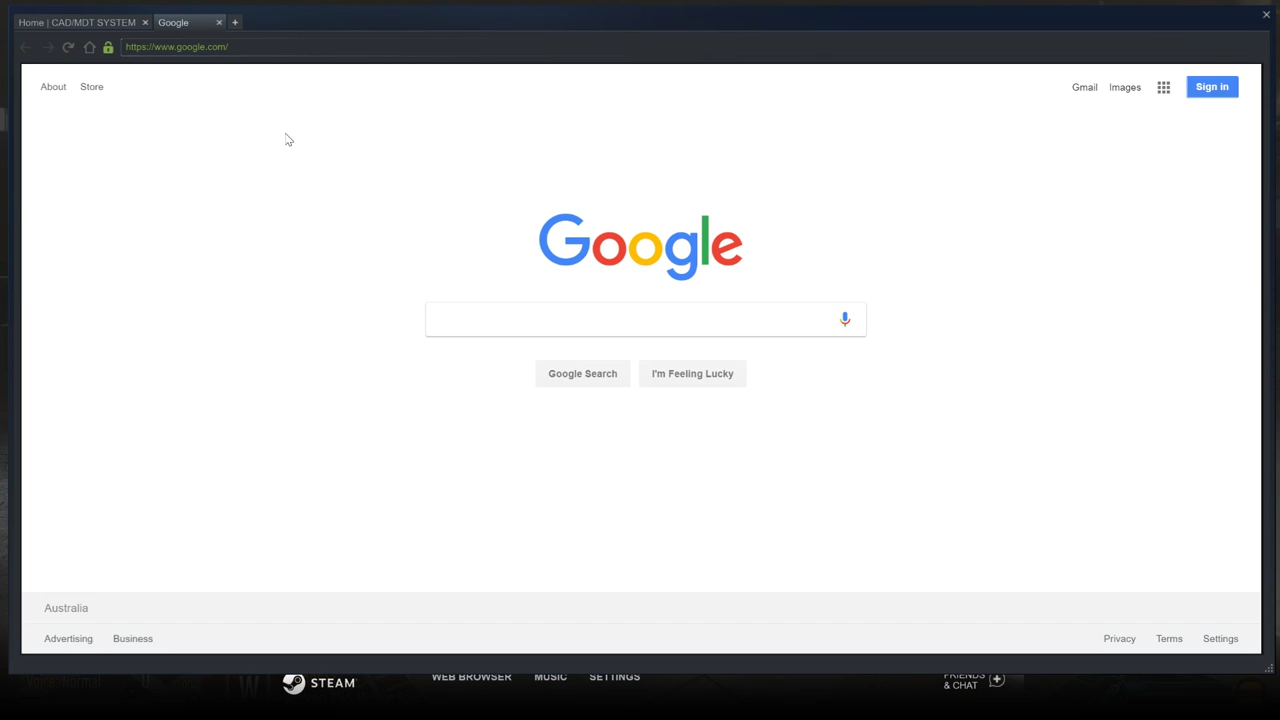 Home | CAD/MDT SYSTEM
Google
https://www.google.com/
About Store
Gmail Images Sign in
Google
Google Search I'm Feeling Lucky
Australia
Advertising Business
Privacy Terms Settings
Normal
STEAM
WEB BROWSER MUSIC SETTINGS
FRIENDS
& CHAT